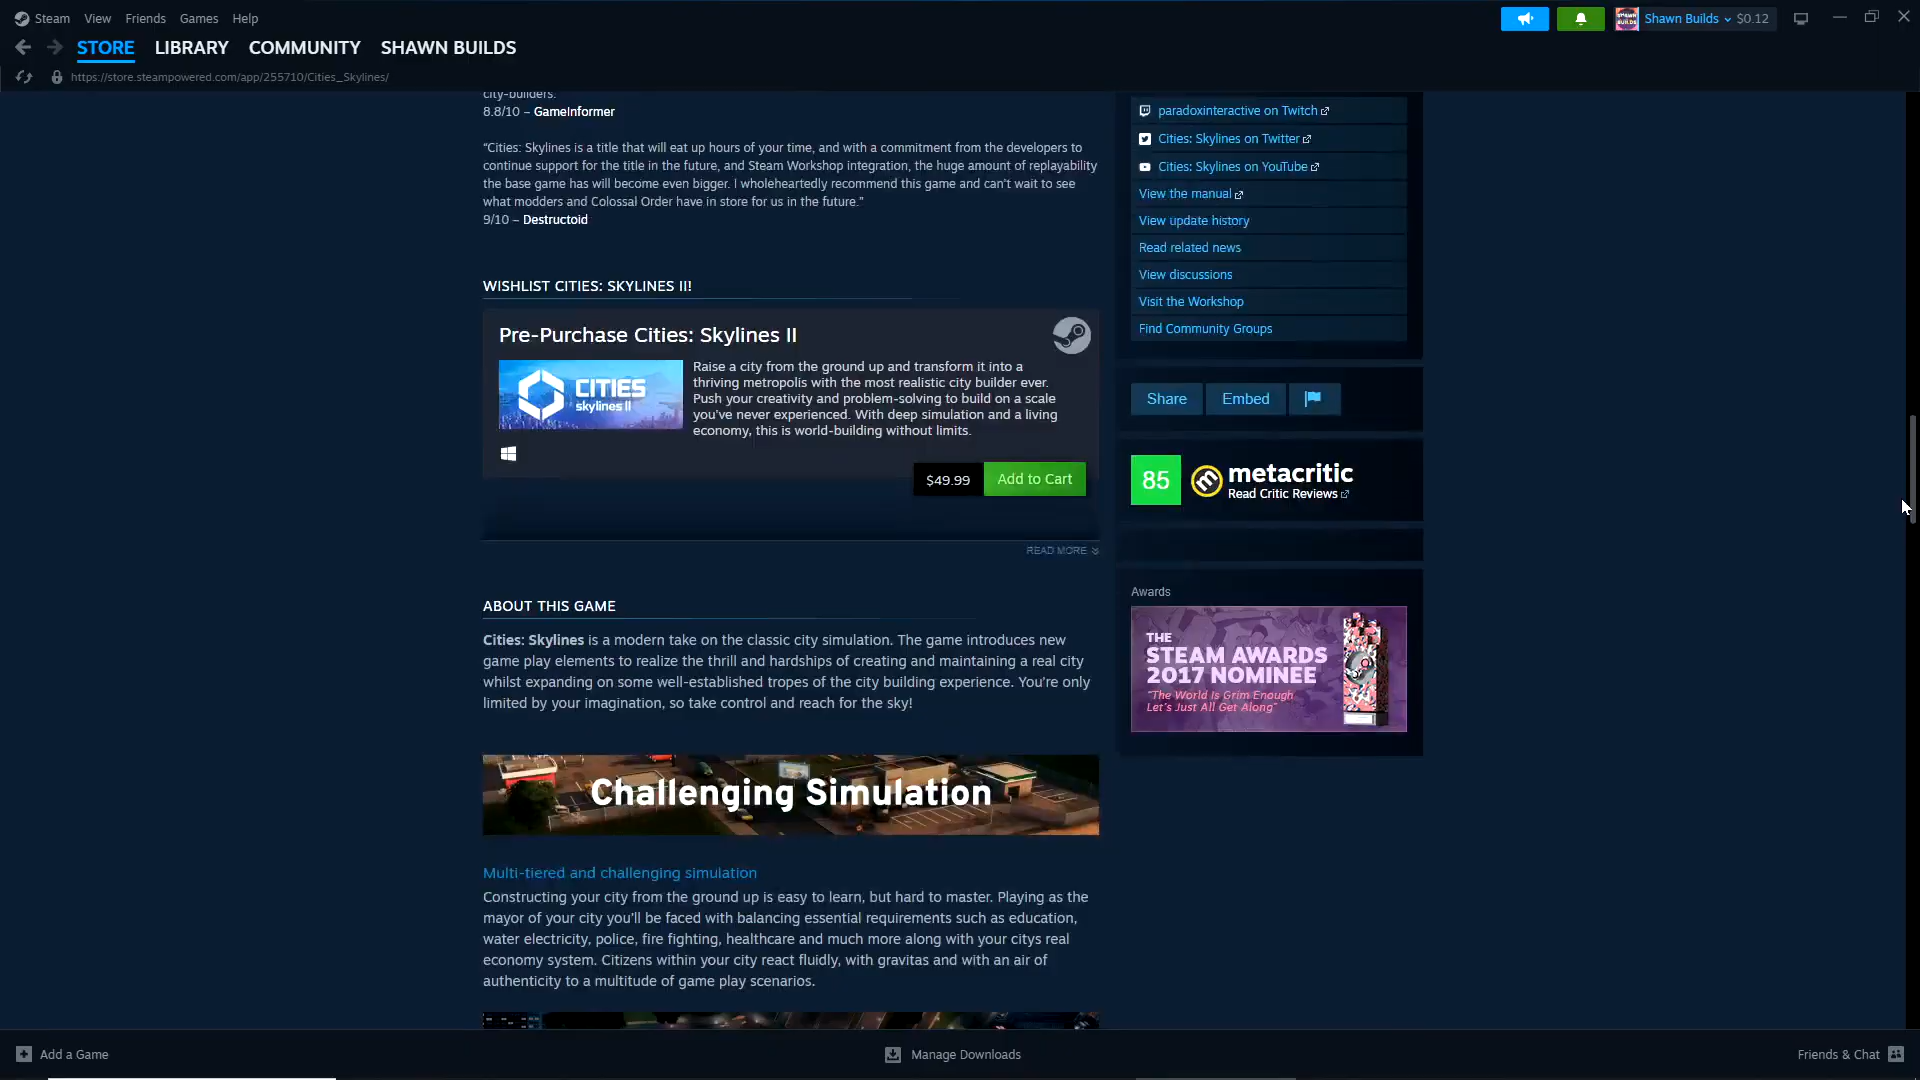 Steam View Friends Games Help
Shawn Builds $0.12
STORE LIBRARY COMMUNITY SHAWN BUILDS
https://store.steampowered.com/app/255710/Cities_Skylines/
city-builders.
8.8/10 – GameInformer
“Cities: Skylines is a title that will eat up hours of your time, and with a commitment from the developers to
continue support for the title in the future, and Steam Workshop integration, the huge amount of replayability
the base game has will become even bigger. I wholeheartedly recommend this game and can’t wait to see
what modders and Colossal Order have in store for us in the future.”
9/10 – Destructoid
WISHLIST CITIES: SKYLINES II!
Pre-Purchase Cities: Skylines II
CITIES
skylines II
Raise a city from the ground up and transform it into a
thriving metropolis with the most realistic city builder ever.
Push your creativity and problem-solving to build on a scale
you’ve never experienced. With deep simulation and a living
economy, this is world-building without limits.
$49.99 Add to Cart
READ MORE
ABOUT THIS GAME
Cities: Skylines is a modern take on the classic city simulation. The game introduces new
game play elements to realize the thrill and hardships of creating and maintaining a real city
whilst expanding on some well-established tropes of the city building experience. You’re only
limited by your imagination, so take control and reach for the sky!
Challenging Simulation
Multi-tiered and challenging simulation
Constructing your city from the ground up is easy to learn, but hard to master. Playing as the
mayor of your city you’ll be faced with balancing essential requirements such as education,
water electricity, police, fire fighting, healthcare and much more along with your citys real
economy system. Citizens within your city react fluidly, with gravitas and with an air of
authenticity to a multitude of game play scenarios.
paradoxinteractive on Twitch
Cities: Skylines on Twitter
Cities: Skylines on YouTube
View the manual
View update history
Read related news
View discussions
Visit the Workshop
Find Community Groups
Share Embed
85 metacritic
Read Critic Reviews
Awards
THE
STEAM AWARDS
2017 NOMINEE
"The World Is Grim Enough
Let's Just All Get Along"
Add a Game
Manage Downloads
Friends & Chat